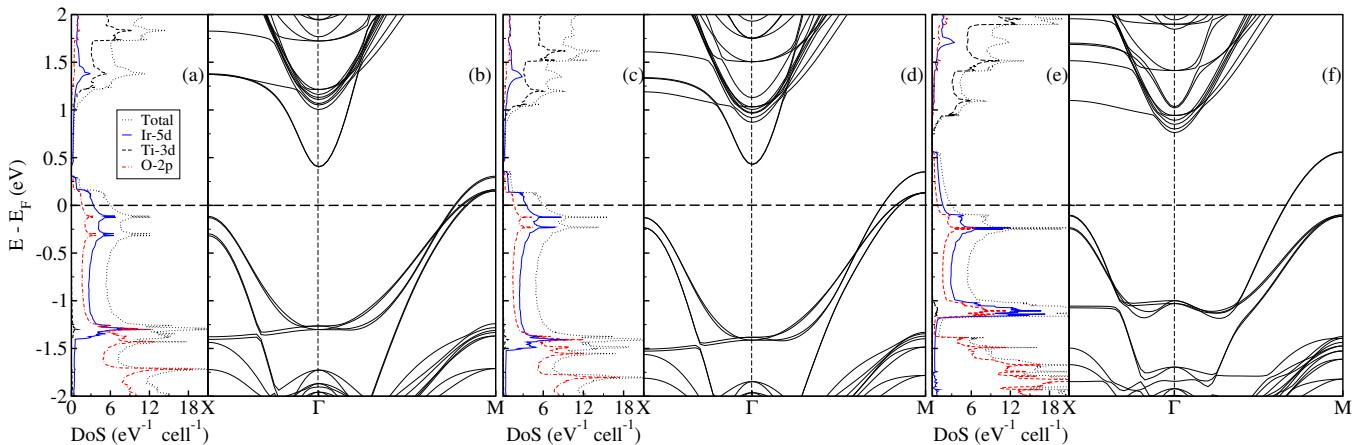 2
1.5
1
0.5
0
-0.5
-1
-1.5
-2
E - E_F (eV)
(a)
(b)
(c)
(d)
(e)
(f)
Total
Ir-5d
Ti-3d
O-2p
0 6 12 18 X Γ M
6 12 18 X Γ M
6 12 18 X Γ M
DoS (eV⁻¹ cell⁻¹)
DoS (eV⁻¹ cell⁻¹)
DoS (eV⁻¹ cell⁻¹)